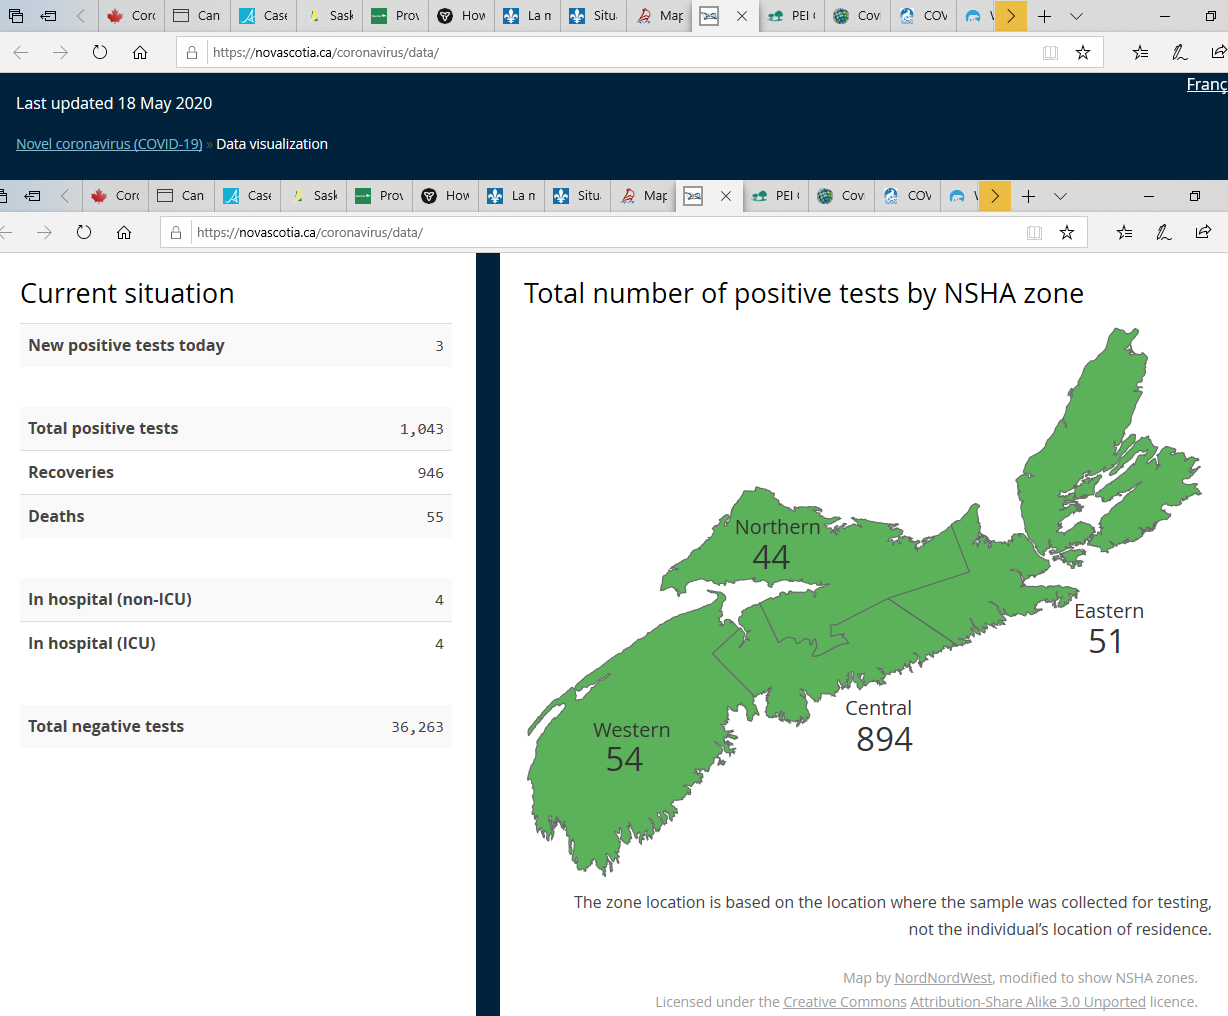 Corc
Can
Case
Sask
Prov
How
La m
Situ
Map
PEI
Cov
COV
https://novascotia.ca/coronavirus/data/
Franç
Last updated 18 May 2020
Novel coronavirus (COVID-19) » Data visualization
Corc
Can
Case
Sask
Prov
How
La m
Situ
Map
PEI
Cov
COV
https://novascotia.ca/coronavirus/data/
Current situation
New positive tests today 3
Total positive tests 1,043
Recoveries 946
Deaths 55
In hospital (non-ICU) 4
In hospital (ICU) 4
Total negative tests 36,263
Total number of positive tests by NSHA zone
Northern
44
Eastern
51
Central
894
Western
54
The zone location is based on the location where the sample was collected for testing,
not the individual’s location of residence.
Map by NordNordWest, modified to show NSHA zones.
Licensed under the Creative Commons Attribution-Share Alike 3.0 Unported licence.